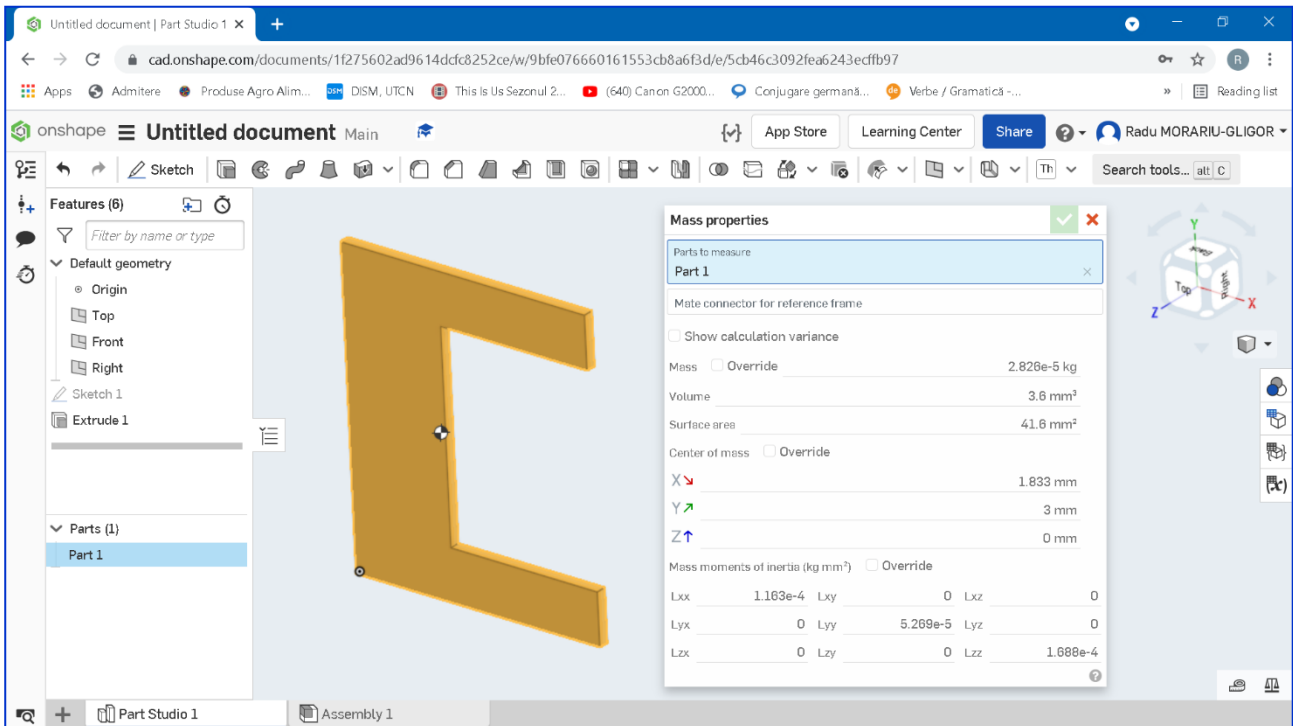 Untitled document | Part Studio 1
cad.onshape.com/documents/1f275602ad9614dcfc8252ce/w/9bfe076660161553cb8a6f3d/e/5cb46c3092fea6243ecffb97
R
Apps Admitere Produse Agro Alim... DSM DISM, UTCN This Is Us Sezonul 2... (640) Canon G2000... Conjugare germană... Verbe / Gramatică -... » Reading list
onshape Untitled document Main App Store Learning Center Share Radu MORARIU-GLIGOR
Sketch Th Search tools... alt C
Features (6)
Filter by name or type
Default geometry
Origin
Top
Front
Right
Sketch 1
Extrude 1
Parts (1)
Part 1
Mass properties
Parts to measure
Part 1
Mate connector for reference frame
Show calculation variance
Mass Override 2.826e-5 kg
Volume 3.6 mm³
Surface area 41.6 mm²
Center of mass Override
X 1.833 mm
Y 3 mm
Z 0 mm
Mass moments of inertia (kg mm²) Override
Lxx 1.163e-4 Lxy 0 Lxz 0
Lyx 0 Lyy 5.269e-5 Lyz 0
Lzx 0 Lzy 0 Lzz 1.688e-4
Y
Top
Right
X
Z
(x)
Part Studio 1 Assembly 1